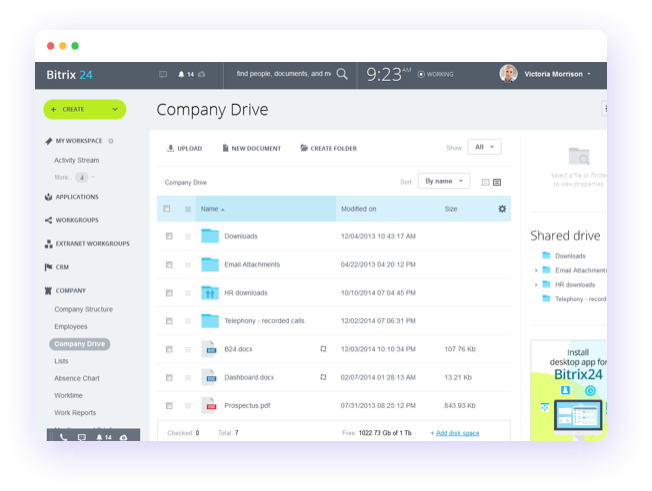 Bitrix 24
14
find people, documents, and m
9:23 AM
WORKING
Victoria Morrison
+ CREATE
Company Drive
MY WORKSPACE
Activity Stream
More... 4
APPLICATIONS
WORKGROUPS
EXTRANET WORKGROUPS
CRM
COMPANY
Company Structure
Employees
Company Drive
Lists
Absence Chart
Worktime
Work Reports
14
UPLOAD
NEW DOCUMENT
CREATE FOLDER
Show: All
Company Drive
Sort: By name
Name Modified on Size
Downloads 12/04/2013 10:43:17 AM
Email Attachments 04/22/2013 04:20:12 PM
HR downloads 10/10/2014 07:04:45 PM
Telephony - recorded calls 12/02/2014 07:06:31 PM
B24.docx 12/03/2014 10:10:34 PM 107.76 Kb
Dashboard.docx 02/07/2014 01:28:13 AM 13.21 Kb
Prospectus.pdf 07/31/2013 08:25:12 PM 843.93 Kb
Checked: 0 Total: 7 Free: 1022.73 Gb of 1 Tb + Add disk space
Select a file or folder
to view properties
Shared drive
Downloads
Email Attachments
HR downloads
Telephony - record
Install
desktop app for
Bitrix24